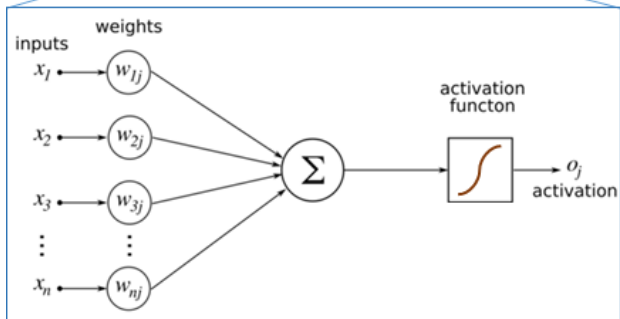 weights
inputs
x1 w1j
activation
functon
x2 w2j
Σ
oj
activation
x3 w3j
⋮ ⋮
xn wnj